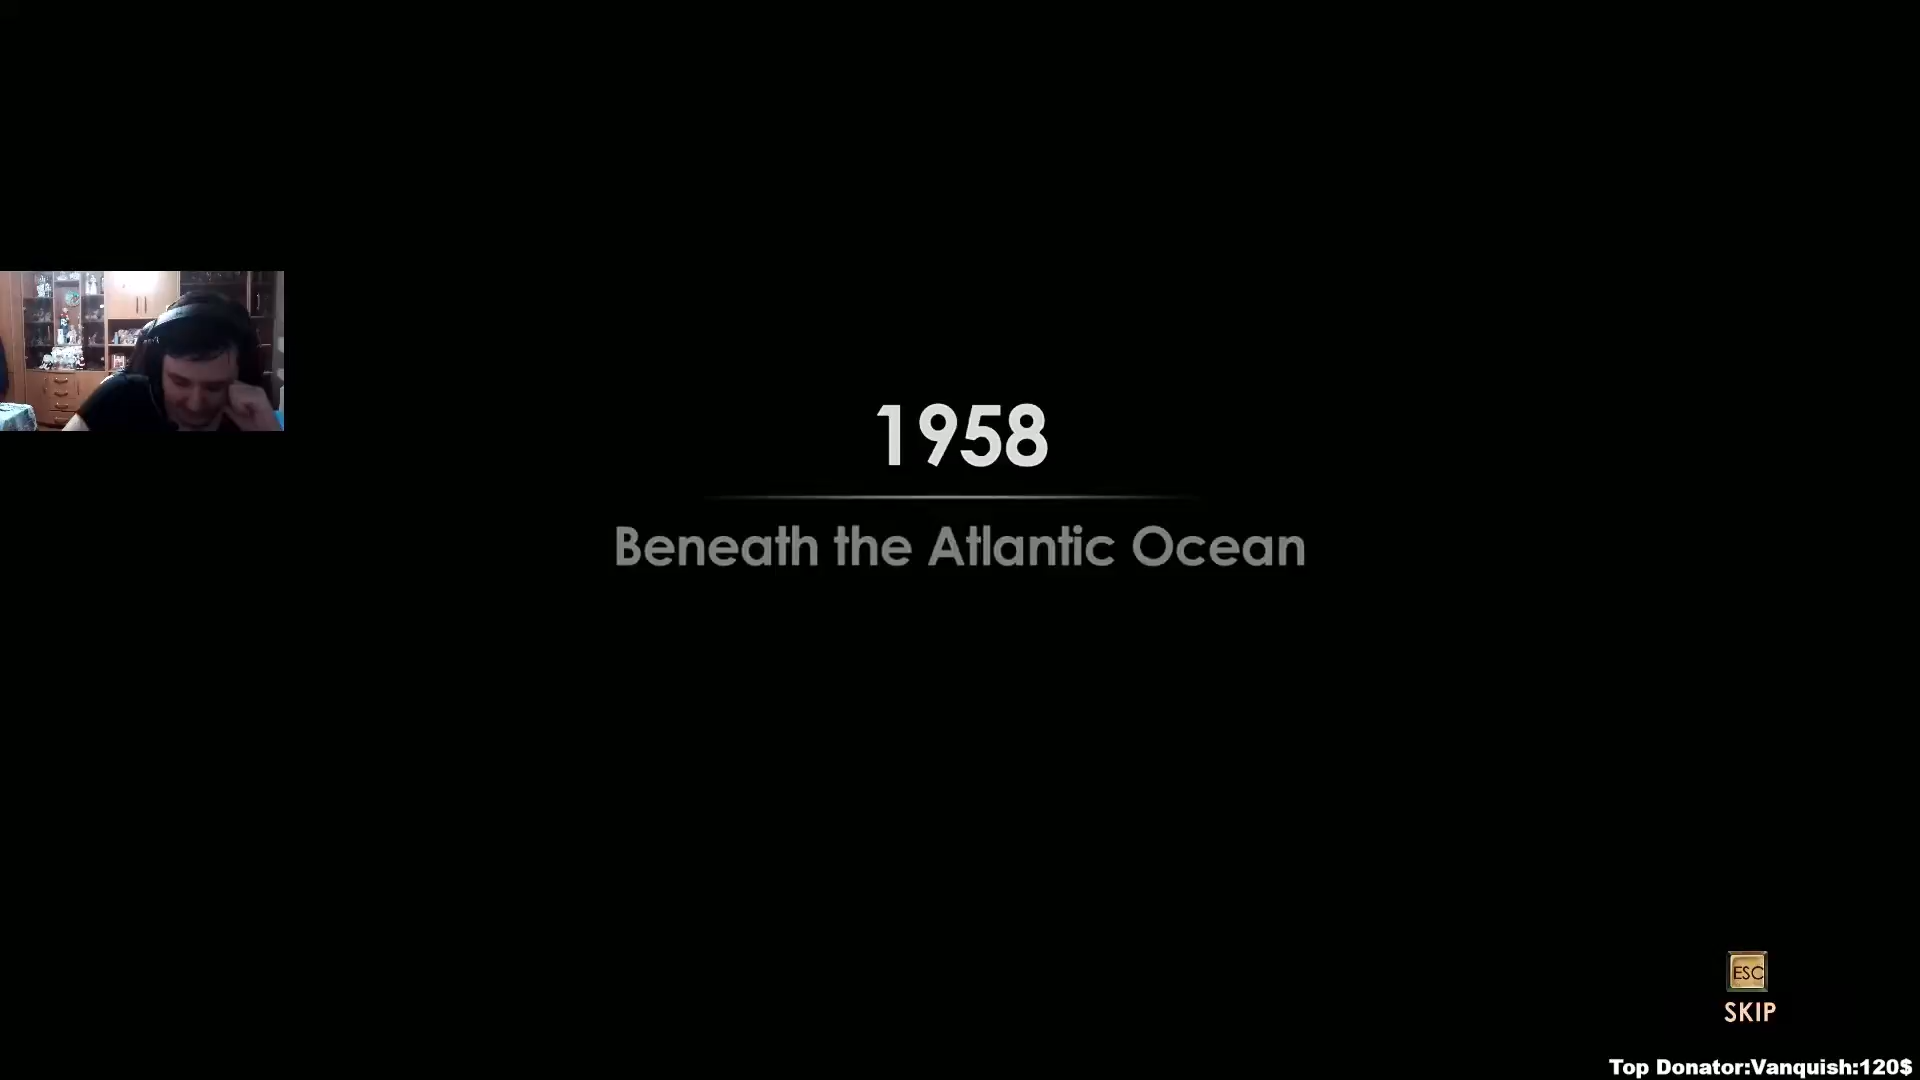 1958
Beneath the Atlantic Ocean
ESC
SKIP
Top Donator:Vanquish:120$